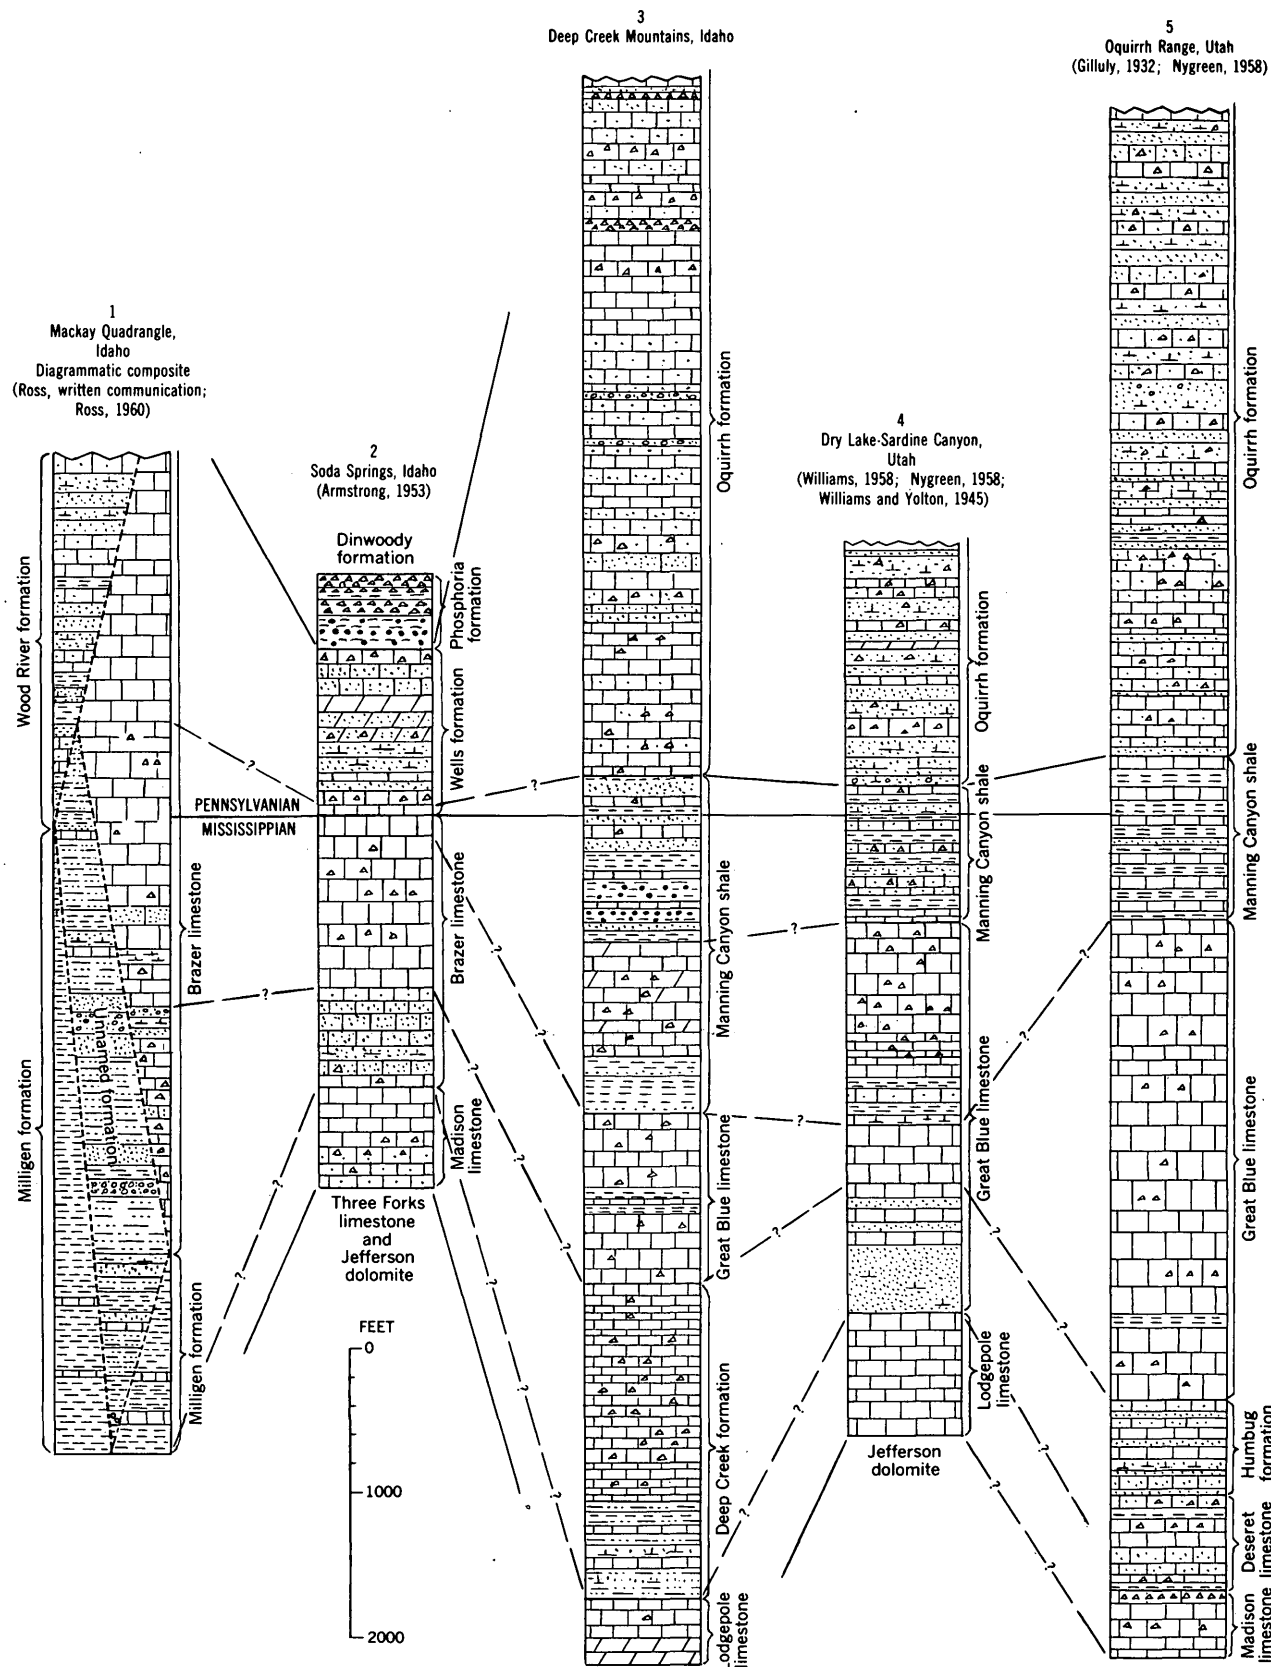 1
Mackay Quadrangle,
Idaho
Diagrammatic composite
(Ross, written communication;
Ross, 1960)
Wood River formation
Milligen formation
Unnamed formation
Brazer limestone
Milligen formation
?
?
?
PENNSYLVANIAN
MISSISSIPPIAN
2
Soda Springs, Idaho
(Armstrong, 1953)
Dinwoody
formation
Phosphoria
formation
Wells formation
Brazer limestone
Madison
limestone
Three Forks
limestone
and
Jefferson
dolomite
?
?
?
?
FEET
0
1000
2000
3
Deep Creek Mountains, Idaho
Oquirrh formation
Manning Canyon shale
Great Blue limestone
Deep Creek formation
Lodgepole
limestone
?
?
?
4
Dry Lake-Sardine Canyon,
Utah
(Williams, 1958; Nygreen, 1958;
Williams and Yolton, 1945)
Oquirrh formation
Manning Canyon shale
Great Blue limestone
Lodgepole
limestone
Jefferson
dolomite
?
?
?
?
5
Oquirrh Range, Utah
(Gilluly, 1932; Nygreen, 1958)
Oquirrh formation
Manning Canyon shale
Great Blue limestone
Humbug
formation
Deseret
limestone
Madison
limestone